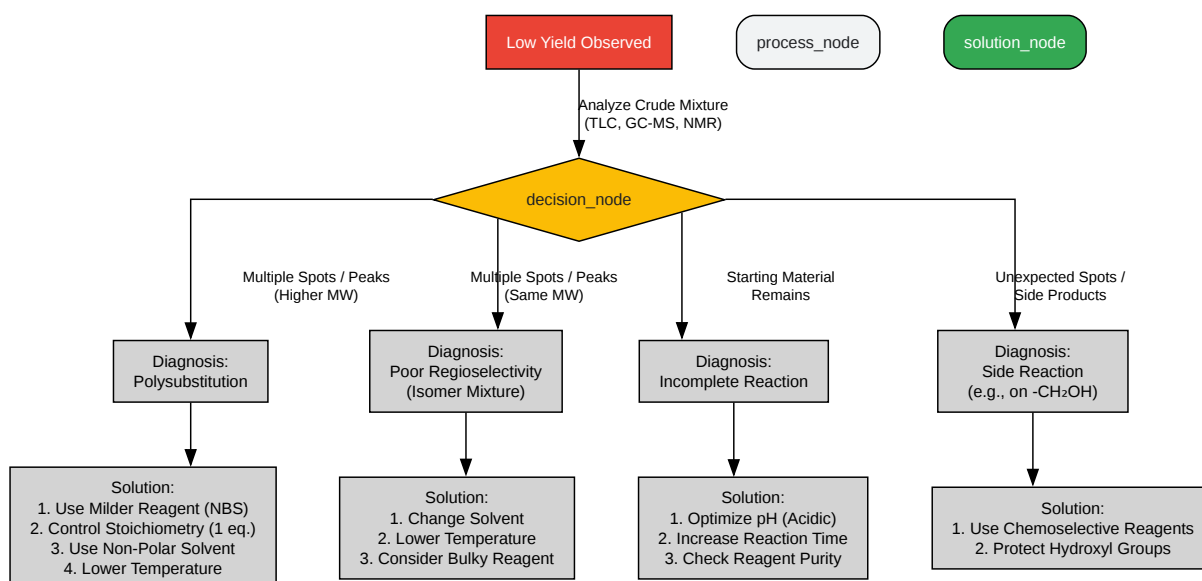 Low Yield Observed
process_node
solution_node
Analyze Crude Mixture
(TLC, GC-MS, NMR)
decision_node
Multiple Spots / Peaks
(Higher MW)
Multiple Spots / Peaks
(Same MW)
Starting Material
Remains
Unexpected Spots /
Side Products
Diagnosis:
Polysubstitution
Diagnosis:
Poor Regioselectivity
(Isomer Mixture)
Diagnosis:
Incomplete Reaction
Diagnosis:
Side Reaction
(e.g., on -CH₂OH)
Solution:
1. Use Milder Reagent (NBS)
2. Control Stoichiometry (1 eq.)
3. Use Non-Polar Solvent
4. Lower Temperature
Solution:
1. Change Solvent
2. Lower Temperature
3. Consider Bulky Reagent
Solution:
1. Optimize pH (Acidic)
2. Increase Reaction Time
3. Check Reagent Purity
Solution:
1. Use Chemoselective Reagents
2. Protect Hydroxyl Groups